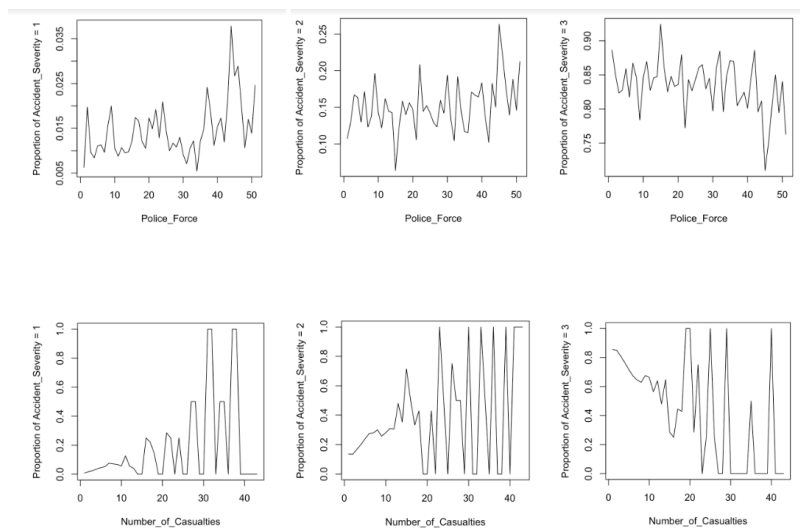 Proportion of Accident_Severity = 1
0.005 0.015 0.025 0.035
0 10 20 30 40 50
Police_Force
Proportion of Accident_Severity = 2
0.10 0.15 0.20 0.25
0 10 20 30 40 50
Police_Force
Proportion of Accident_Severity = 3
0.75 0.80 0.85 0.90
0 10 20 30 40 50
Police_Force
Proportion of Accident_Severity = 1
0.0 0.2 0.4 0.6 0.8 1.0
0 10 20 30 40
Number_of_Casualties
Proportion of Accident_Severity = 2
0.0 0.2 0.4 0.6 0.8 1.0
0 10 20 30 40
Number_of_Casualties
Proportion of Accident_Severity = 3
0.0 0.2 0.4 0.6 0.8 1.0
0 10 20 30 40
Number_of_Casualties